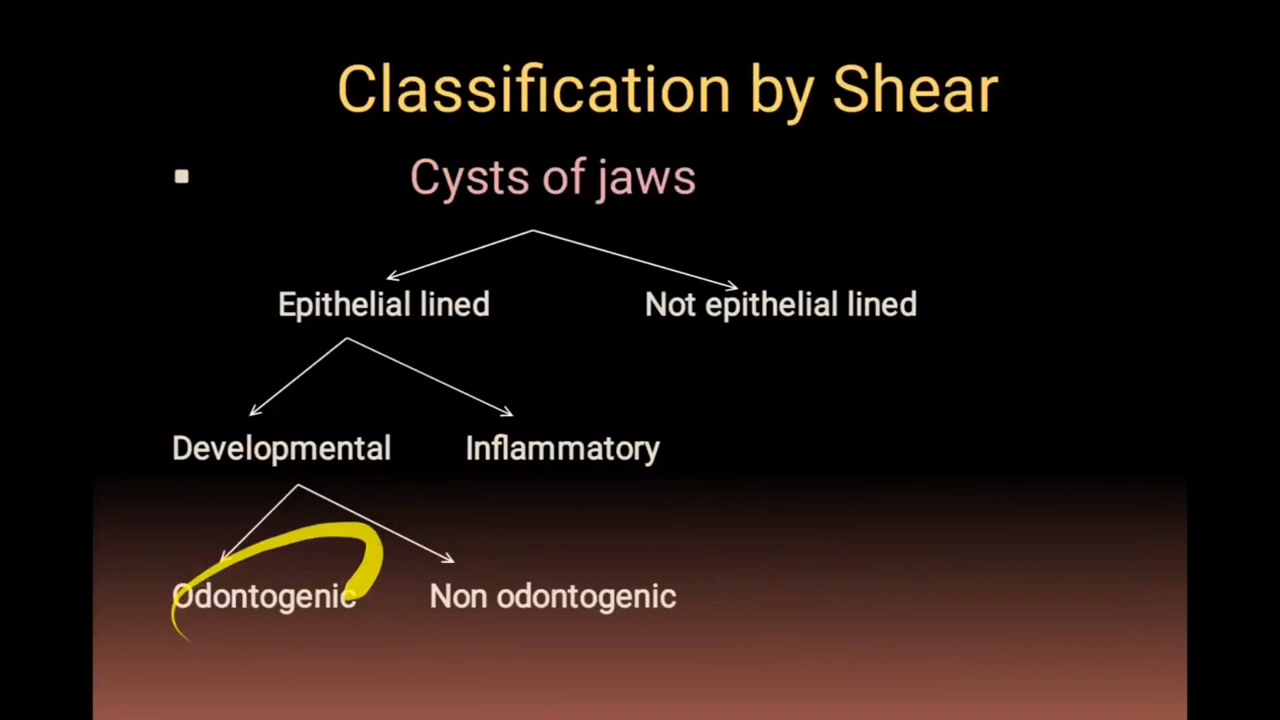 Classification by Shear
Cysts of jaws
Epithelial lined Not epithelial lined
Developmental Inflammatory
Odontogenic Non odontogenic